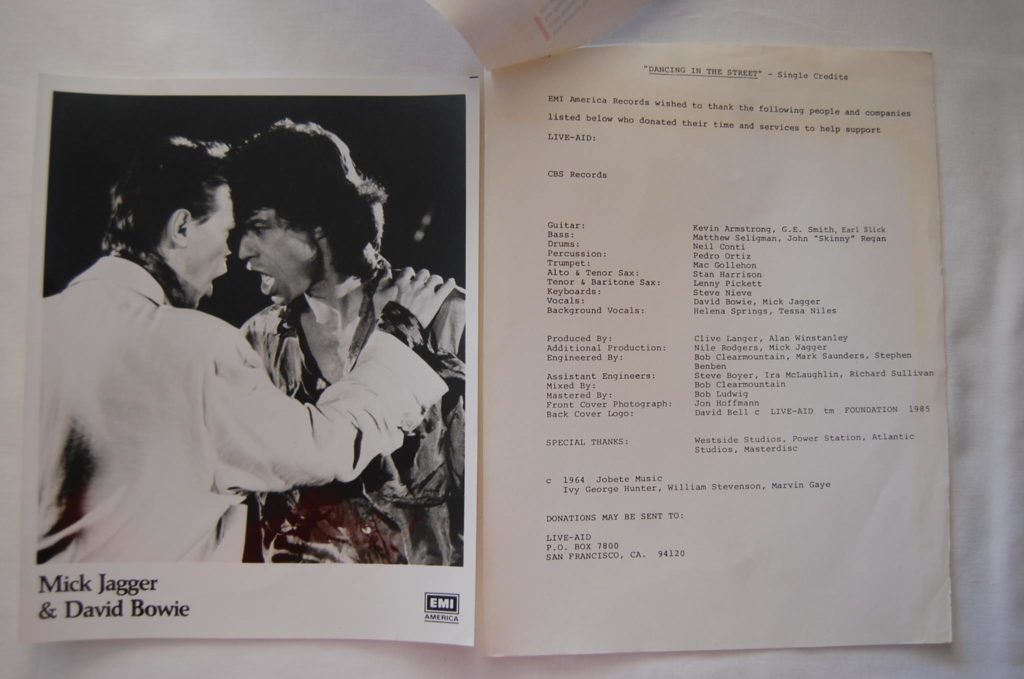 Mick Jagger
& David Bowie
EMI
AMERICA
"DANCING IN THE STREET" - Single Credits
EMI America Records wished to thank the following people and companies
listed below who donated their time and services to help support
LIVE-AID:
CBS Records
Guitar: Kevin Armstrong, G.E. Smith, Earl Slick
Bass: Matthew Seligman, John "Skinny" Regan
Drums: Neil Conti
Percussion: Pedro Ortiz
Trumpet: Mac Gollehon
Alto & Tenor Sax: Stan Harrison
Tenor & Baritone Sax: Lenny Pickett
Keyboards: Steve Nieve
Vocals: David Bowie, Mick Jagger
Background Vocals: Helena Springs, Tessa Niles
Produced By: Clive Langer, Alan Winstanley
Additional Production: Nile Rodgers, Mick Jagger
Engineered By: Bob Clearmountain, Mark Saunders, Stephen
Benben
Assistant Engineers: Steve Boyer, Ira McLaughlin, Richard Sullivan
Mixed By: Bob Clearmountain
Mastered By: Bob Ludwig
Front Cover Photograph: Jon Hoffmann
Back Cover Logo: David Bell c LIVE-AID tm FOUNDATION 1985
SPECIAL THANKS: Westside Studios, Power Station, Atlantic
Studios, Masterdisc
c 1964 Jobete Music
Ivy George Hunter, William Stevenson, Marvin Gaye
DONATIONS MAY BE SENT TO:
LIVE-AID
P.O. BOX 7800
SAN FRANCISCO, CA. 94120